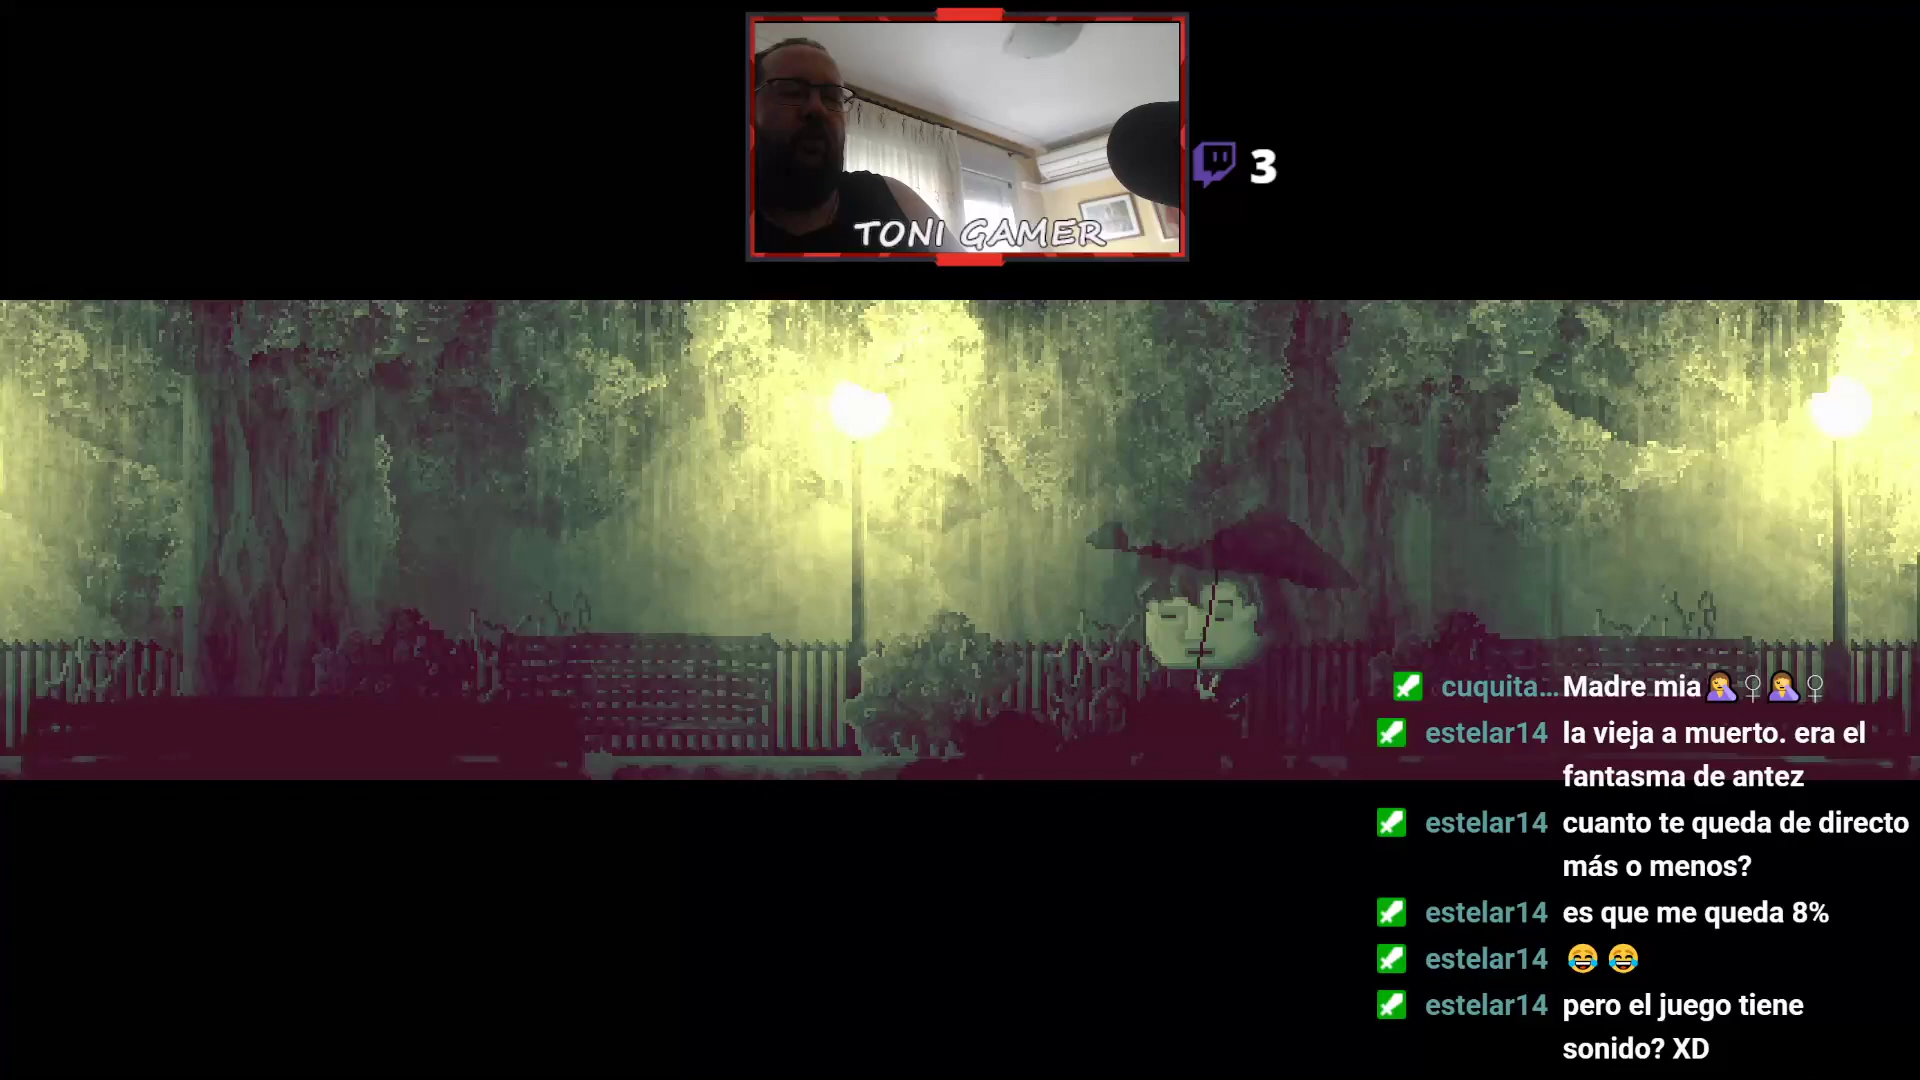 TONI GAMER
3
cuquita... Madre mia🤦‍♀🤦‍♀
estelar14 la vieja a muerto. era el
fantasma de antez
estelar14 cuanto te queda de directo
más o menos?
estelar14 es que me queda 8%
estelar14 😂 😂
estelar14 pero el juego tiene
sonido? XD